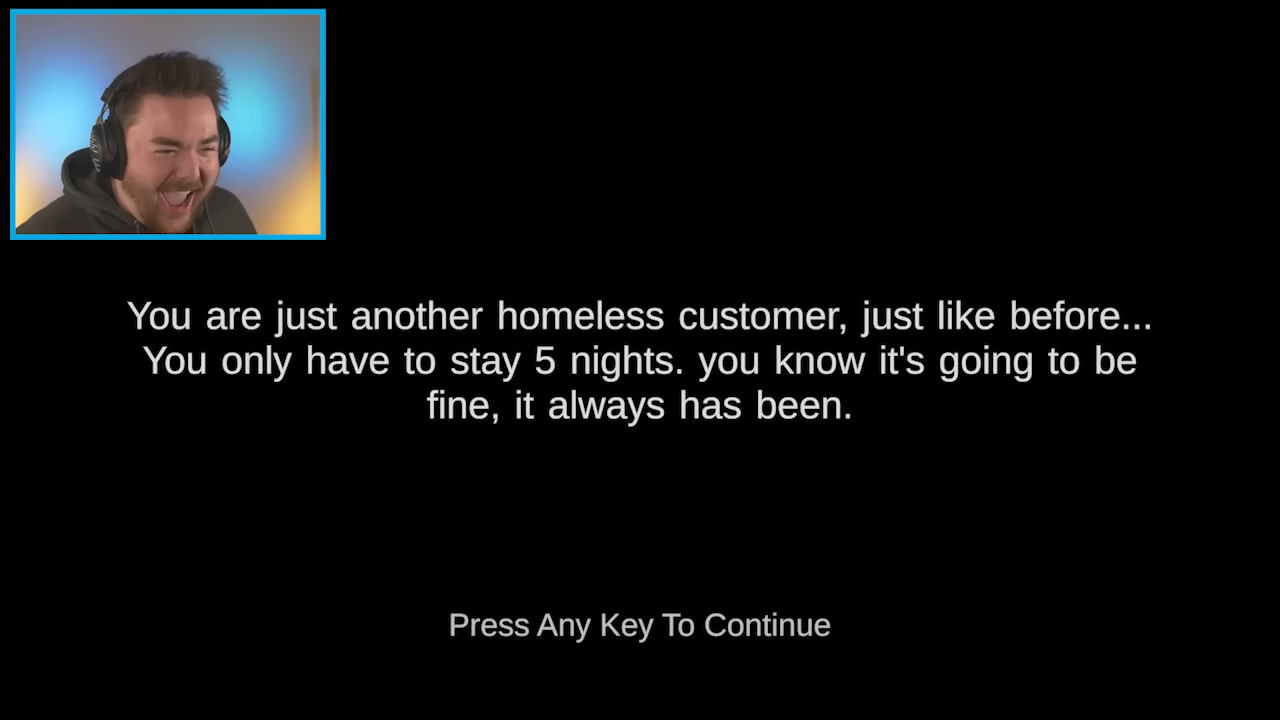 You are just another homeless customer, just like before...
You only have to stay 5 nights. you know it's going to be
fine, it always has been.
Press Any Key To Continue